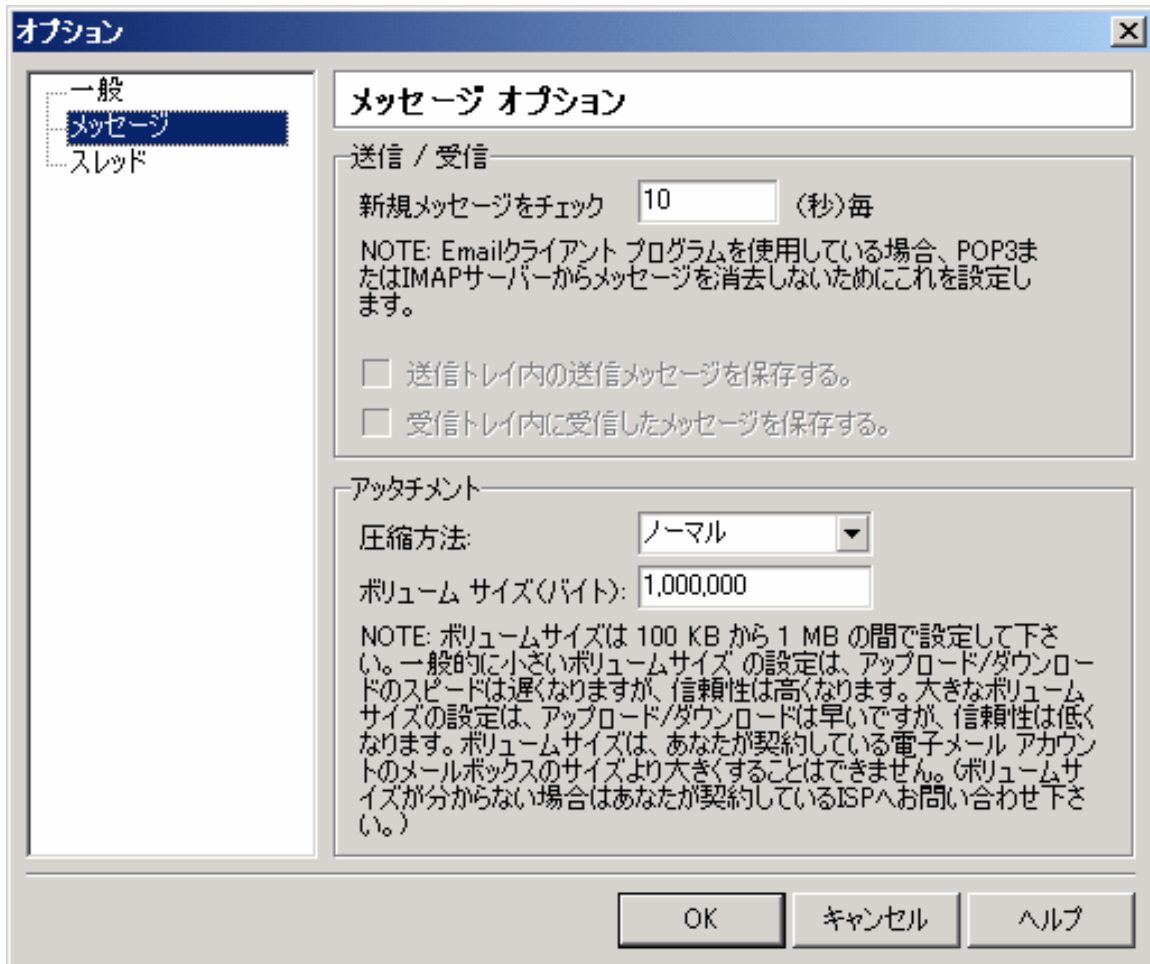 オプション
一般
メッセージ
スレッド
メッセージ オプション
送信 / 受信
新規メッセージをチェック 10 (秒)毎
NOTE: Emailクライアント プログラムを使用している場合、POP3ま
たはIMAPサーバーからメッセージを消去しないためにこれを設定し
ます。
送信トレイ内の送信メッセージを保存する。
受信トレイ内に受信したメッセージを保存する。
アッタチメント
圧縮方法: ノーマル
ボリューム サイズ(バイト): 1,000,000
NOTE: ボリュームサイズは 100 KB から 1 MB の間で設定して下さ
い。一般的に小さいボリュームサイズ の設定は、アップロード/ダウンロー
ドのスピードは遅くなりますが、信頼性は高くなります。大きなボリューム
サイズの設定は、アップロード/ダウンロードは早いですが、信頼性は低く
なります。ボリュームサイズは、あなたが契約している電子メール アカウン
トのメールボックスのサイズより大きくすることはできません。(ボリュームサ
イズが分からない場合はあなたが契約しているISPへお問い合わせ下さ
い。)
OK キャンセル ヘルプ